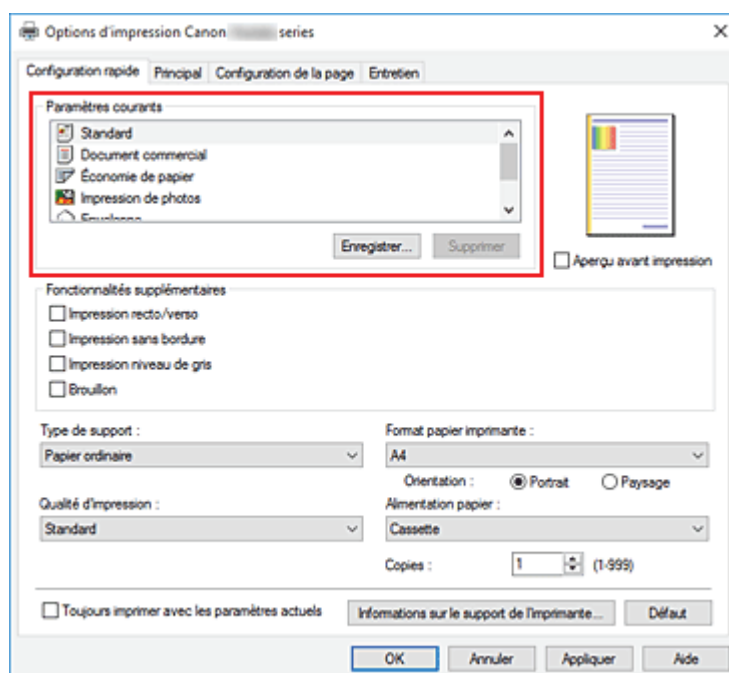 Options d'impression Canon series
Configuration rapide Principal Configuration de la page Entretien
Paramètres courants
Standard
Document commercial
Économie de papier
Impression de photos
Enregistrer... Supprimer
Aperçu avant impression
Fonctionnalités supplémentaires
Impression recto/verso
Impression sans bordure
Impression niveau de gris
Brouillon
Type de support :
Papier ordinaire
Format papier imprimante :
A4
Orientation : Portrait Paysage
Qualité d'impression :
Standard
Alimentation papier :
Cassette
Copies : 1 (1-999)
Toujours imprimer avec les paramètres actuels
Informations sur le support de l'imprimante... Défaut
OK Annuler Appliquer Aide